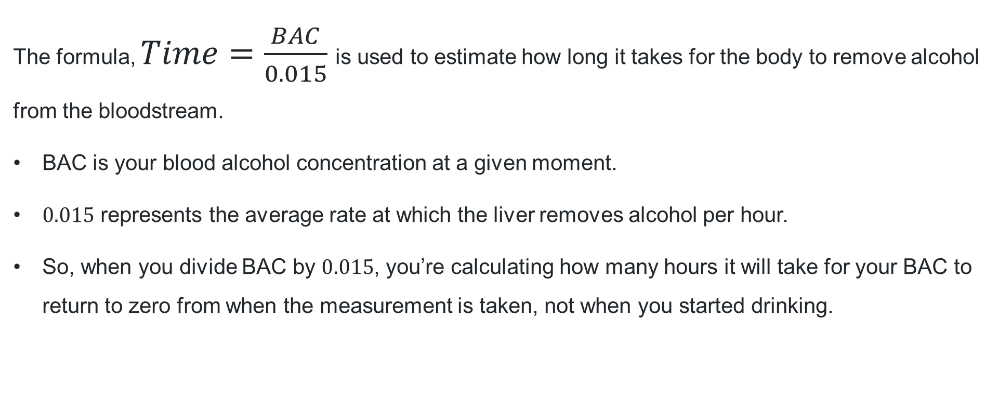 The formula, Time = BAC/0.015 is used to estimate how long it takes for the body to remove alcohol
from the bloodstream.
• BAC is your blood alcohol concentration at a given moment.
• 0.015 represents the average rate at which the liver removes alcohol per hour.
• So, when you divide BAC by 0.015, you’re calculating how many hours it will take for your BAC to
return to zero from when the measurement is taken, not when you started drinking.